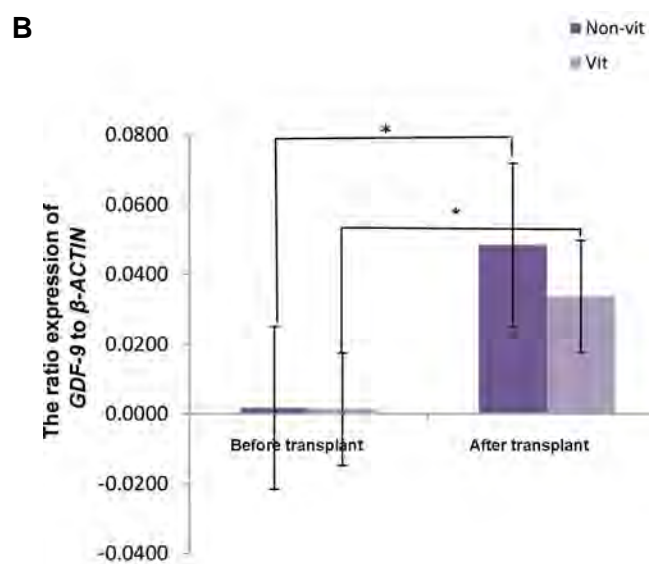 B
Non-vit
Vit
0.0800
0.0600
0.0400
0.0200
0.0000
-0.0200
-0.0400
The ratio expression of
GDF-9 to β-ACTIN
*
*
Before transplant
After transplant